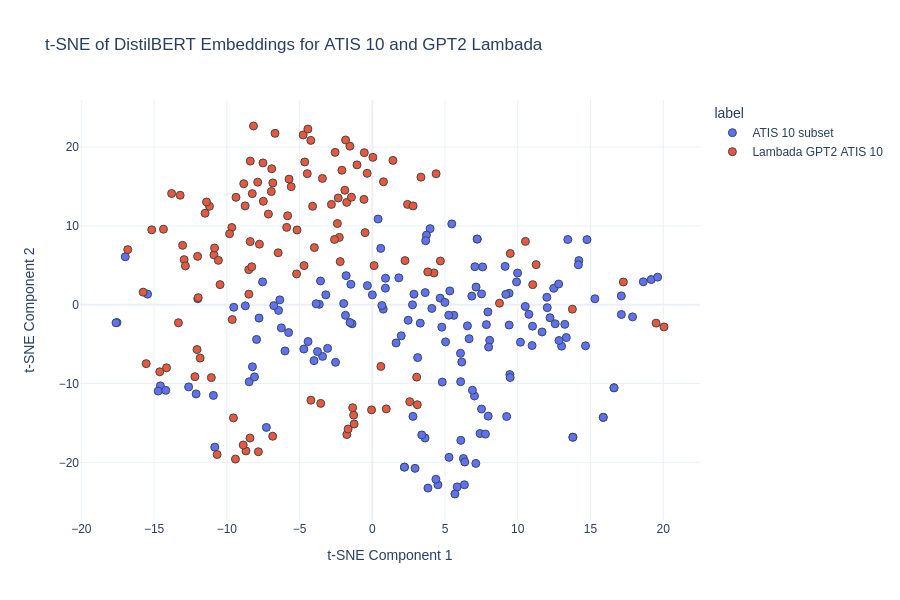 t-SNE of DistilBERT Embeddings for ATIS 10 and GPT2 Lambada
label
ATIS 10 subset
Lambada GPT2 ATIS 10
t-SNE Component 2
20
10
0
−10
−20
−20 −15 −10 −5 0 5 10 15 20
t-SNE Component 1